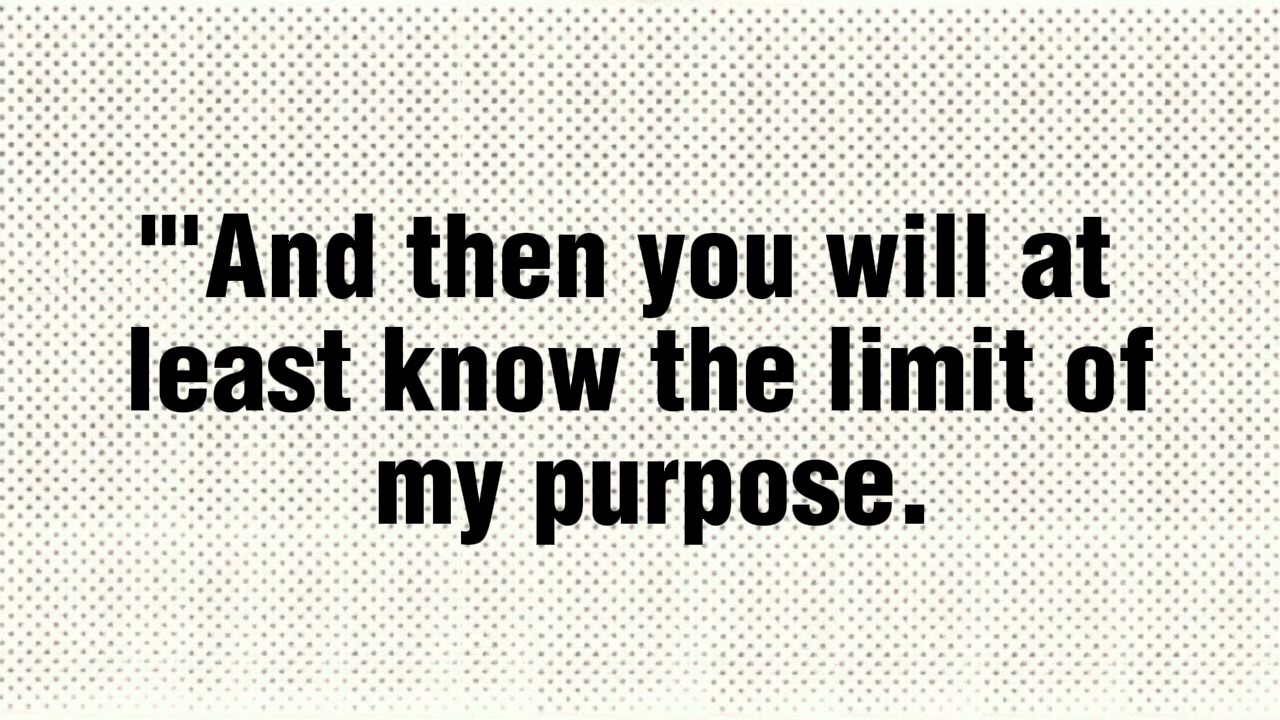 "'And then you will at
least know the limit of
my purpose.